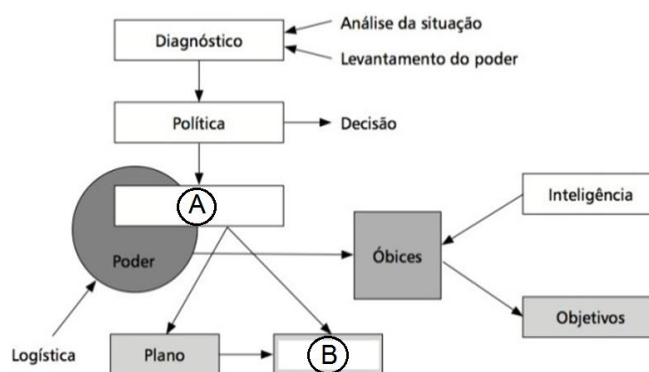 Análise da situação
Diagnóstico
Levantamento do poder
Política
Decisão
A
Inteligência
Poder
Óbices
Objetivos
Logística
Plano
B